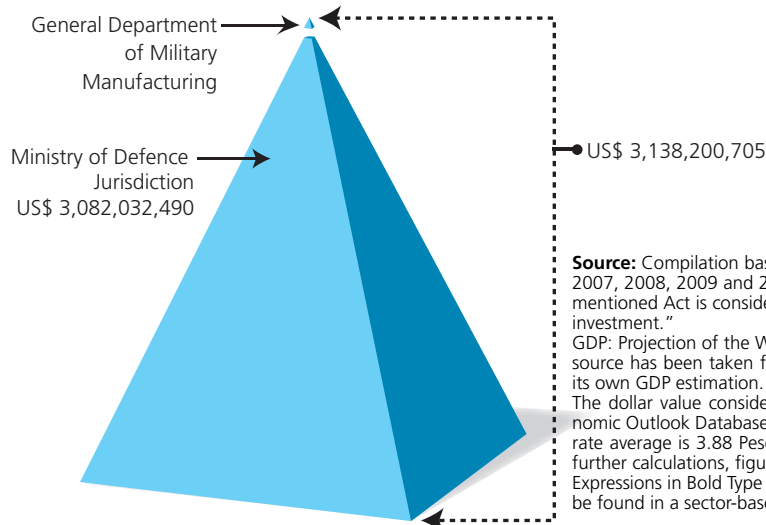 General Department
of Military
Manufacturing
Ministry of Defence
Jurisdiction
US$ 3,082,032,490
US$ 3,138,200,705
Source: Compilation bas
2007, 2008, 2009 and 2
mentioned Act is conside
investment.”
GDP: Projection of the W
source has been taken f
its own GDP estimation.
The dollar value conside
nomic Outlook Database
rate average is 3.88 Pes
further calculations, figu
Expressions in Bold Type
be found in a sector-base